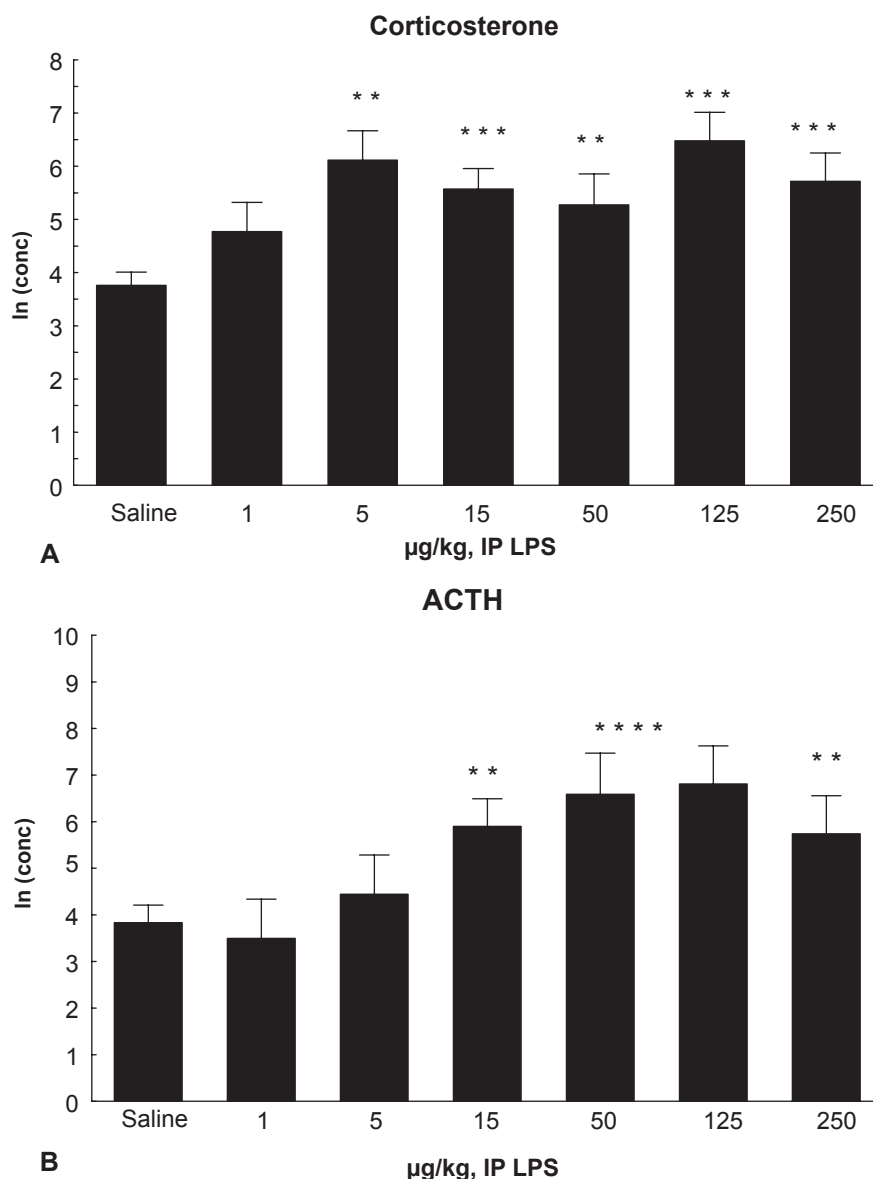 Corticosterone
8
7
6
5
4
3
2
1
0
ln (conc)
** *** ** *** ***
Saline 1 5 15 50 125 250
µg/kg, IP LPS
A
ACTH
10
9
8
7
6
5
4
3
2
1
0
ln (conc)
** **** **
Saline 1 5 15 50 125 250
B
µg/kg, IP LPS